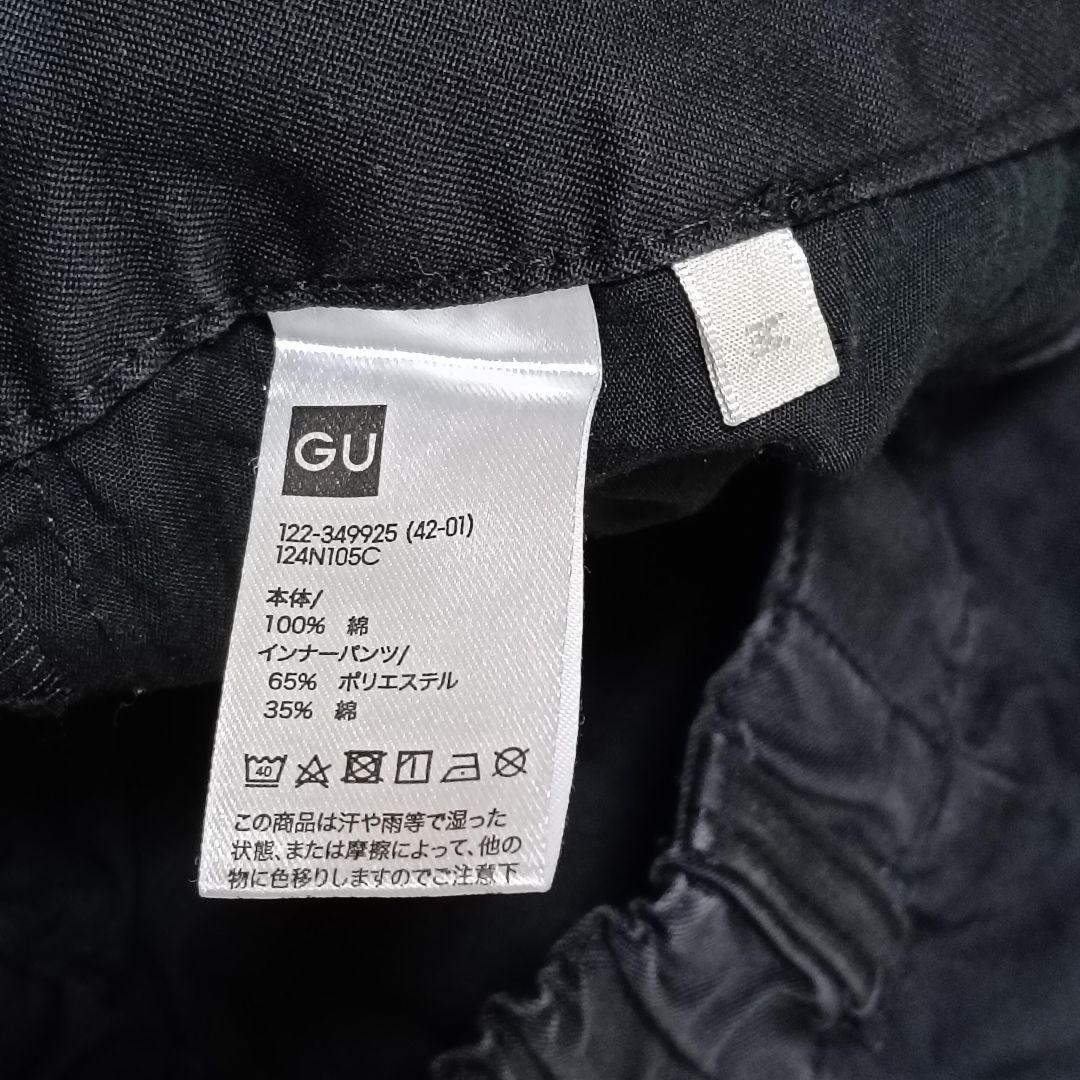 GU
122-349925 (42-01)
124N105C
本体/
100% 綿
インナーパンツ/
65% ポリエステル
35% 綿
40
この商品は汗や雨等で湿った
状態、または摩擦によって、他の
物に色移りしますのでご注意下